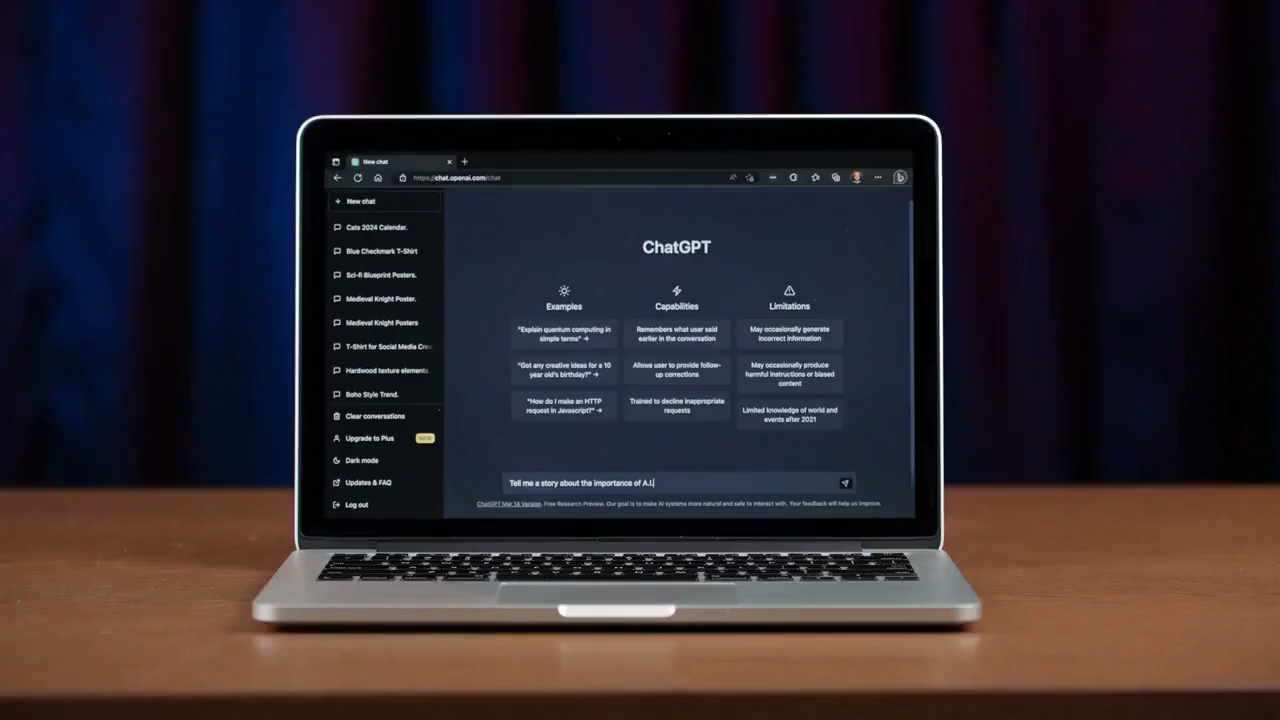 New chat
https://chat.openai.com/chat
New chat
Cats 2024 Calendar.
Blue Checkmark T-Shirt
Sci-fi Blueprint Posters.
Medieval Knight Poster.
Medieval Knight Posters
T-Shirt for Social Media Cre
Hardwood texture elements.
Boho Style Trend.
Clear conversations
Upgrade to Plus
NEW
Dark mode
Updates & FAQ
Log out
ChatGPT
Examples
"Explain quantum computing in
simple terms" →
"Got any creative ideas for a 10
year old's birthday?" →
"How do I make an HTTP
request in Javascript?" →
Capabilities
Remembers what user said
earlier in the conversation
Allows user to provide follow-
up corrections
Trained to decline inappropriate
requests
Limitations
May occasionally generate
incorrect information
May occasionally produce
harmful instructions or biased
content
Limited knowledge of world and
events after 2021
Tell me a story about the importance of A.I.
ChatGPT Mar 14 Version. Free Research Preview. Our goal is to make AI systems more natural and safe to interact with. Your feedback will help us improve.